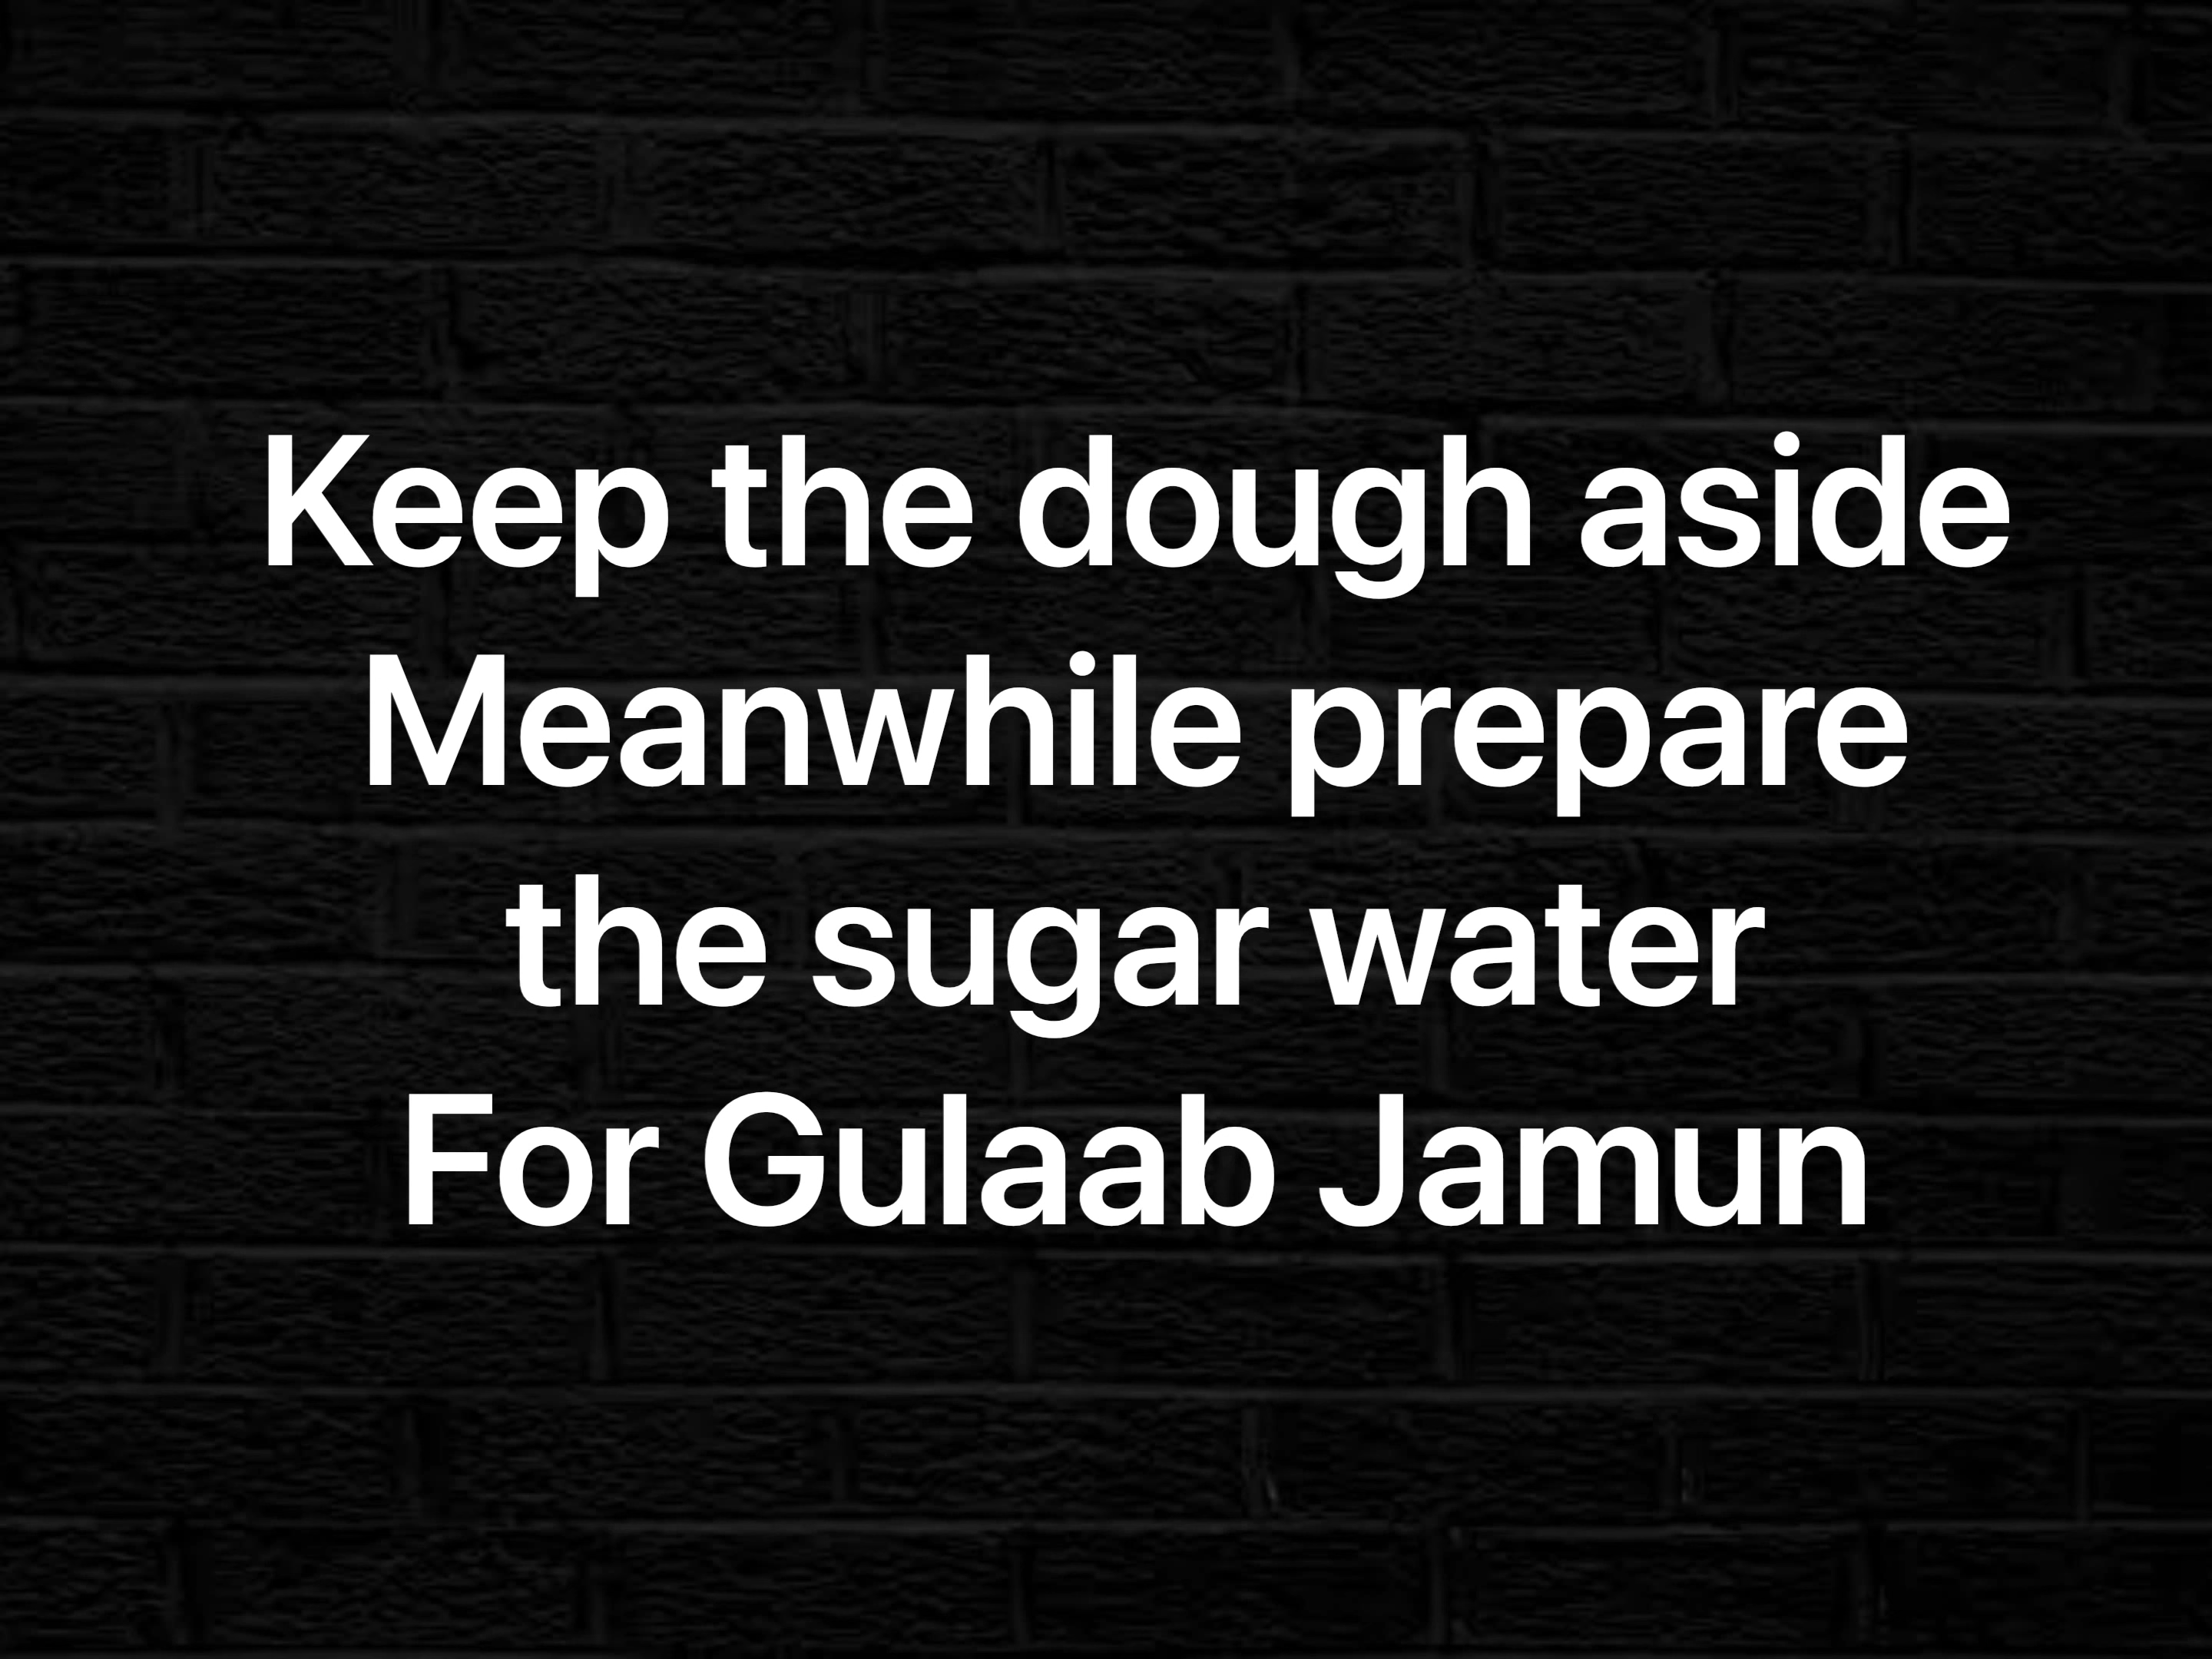 Keep the dough aside
Meanwhile prepare
the sugar water
For Gulaab Jamun